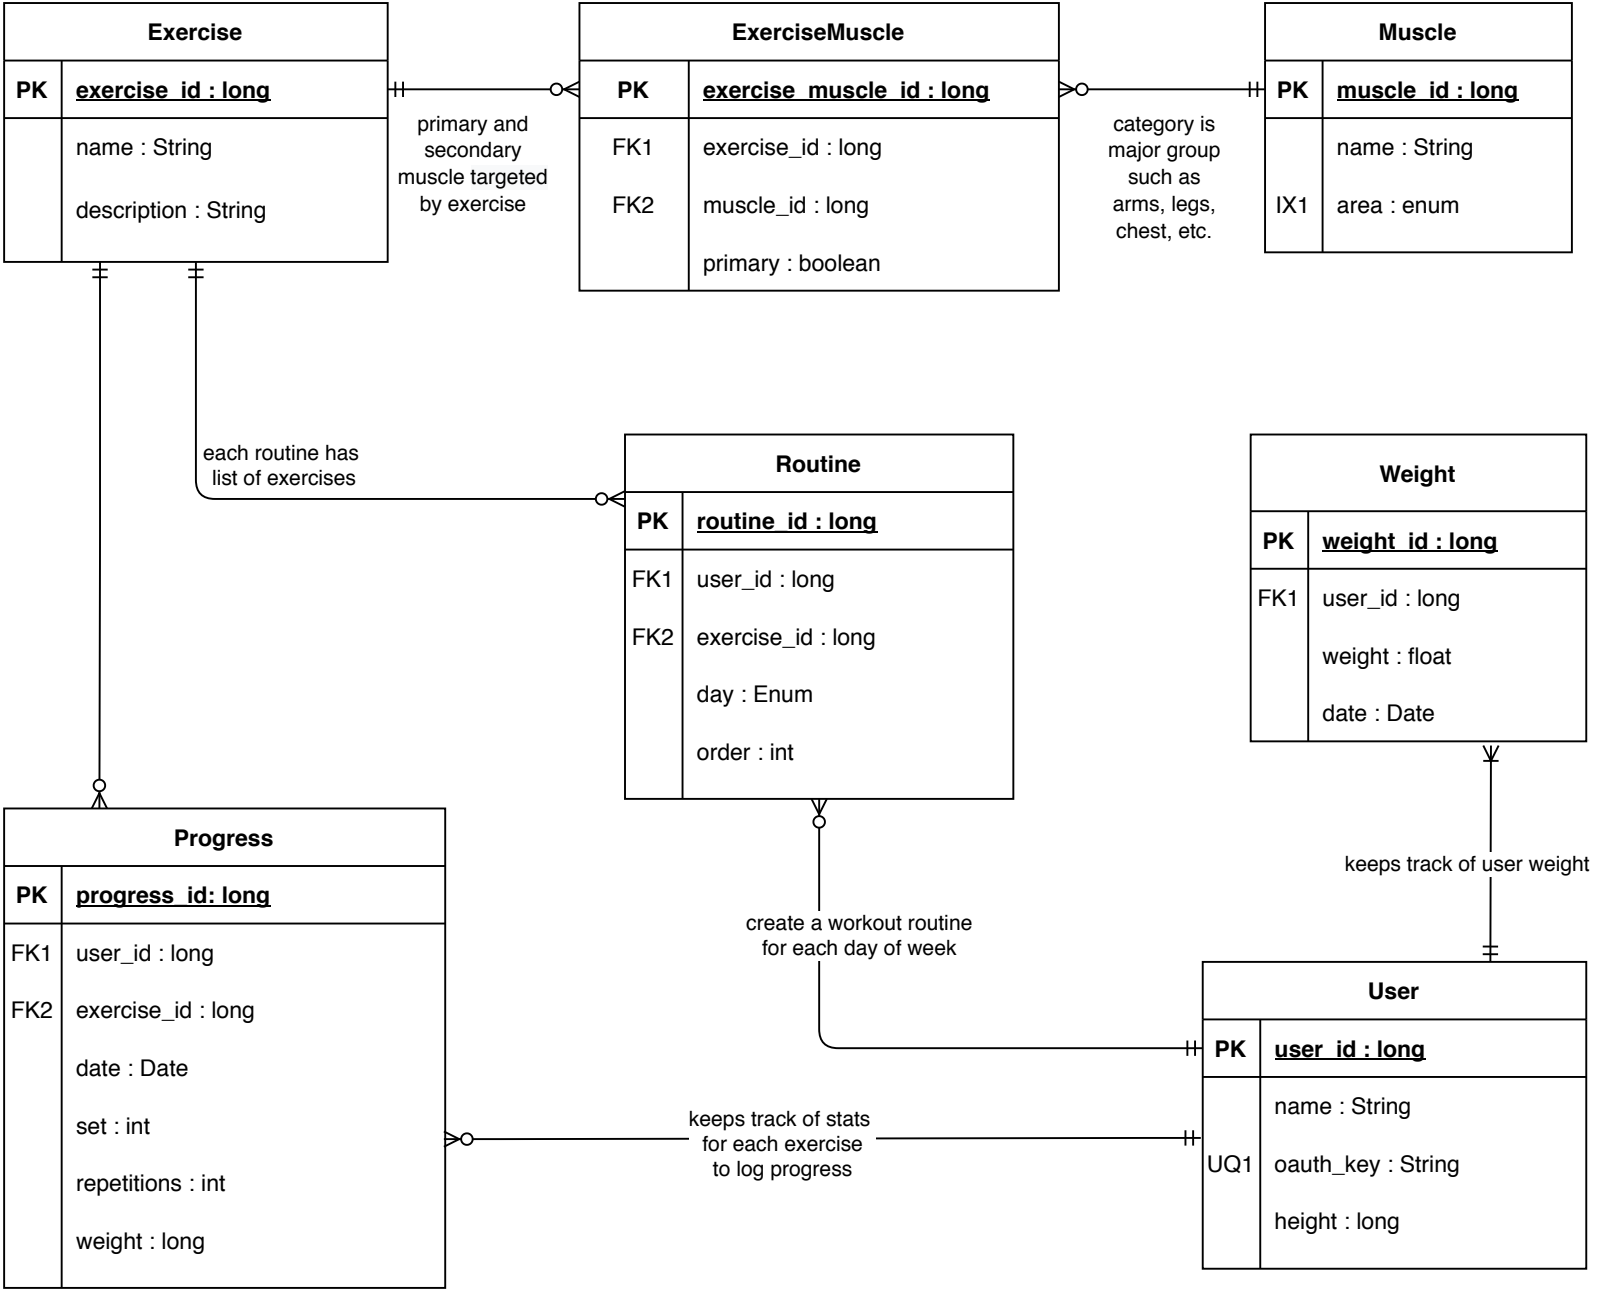 Exercise
PK exercise_id : long
name : String
description : String
primary and
secondary
muscle targeted
by exercise
ExerciseMuscle
PK exercise_muscle_id : long
FK1 exercise_id : long
FK2 muscle_id : long
primary : boolean
category is
major group
such as
arms, legs,
chest, etc.
Muscle
PK muscle_id : long
name : String
IX1 area : enum
each routine has
list of exercises
Routine
PK routine_id : long
FK1 user_id : long
FK2 exercise_id : long
day : Enum
order : int
Weight
PK weight_id : long
FK1 user_id : long
weight : float
date : Date
keeps track of user weight
Progress
PK progress_id: long
FK1 user_id : long
FK2 exercise_id : long
date : Date
set : int
repetitions : int
weight : long
create a workout routine
for each day of week
keeps track of stats
for each exercise
to log progress
User
PK user_id : long
name : String
UQ1 oauth_key : String
height : long